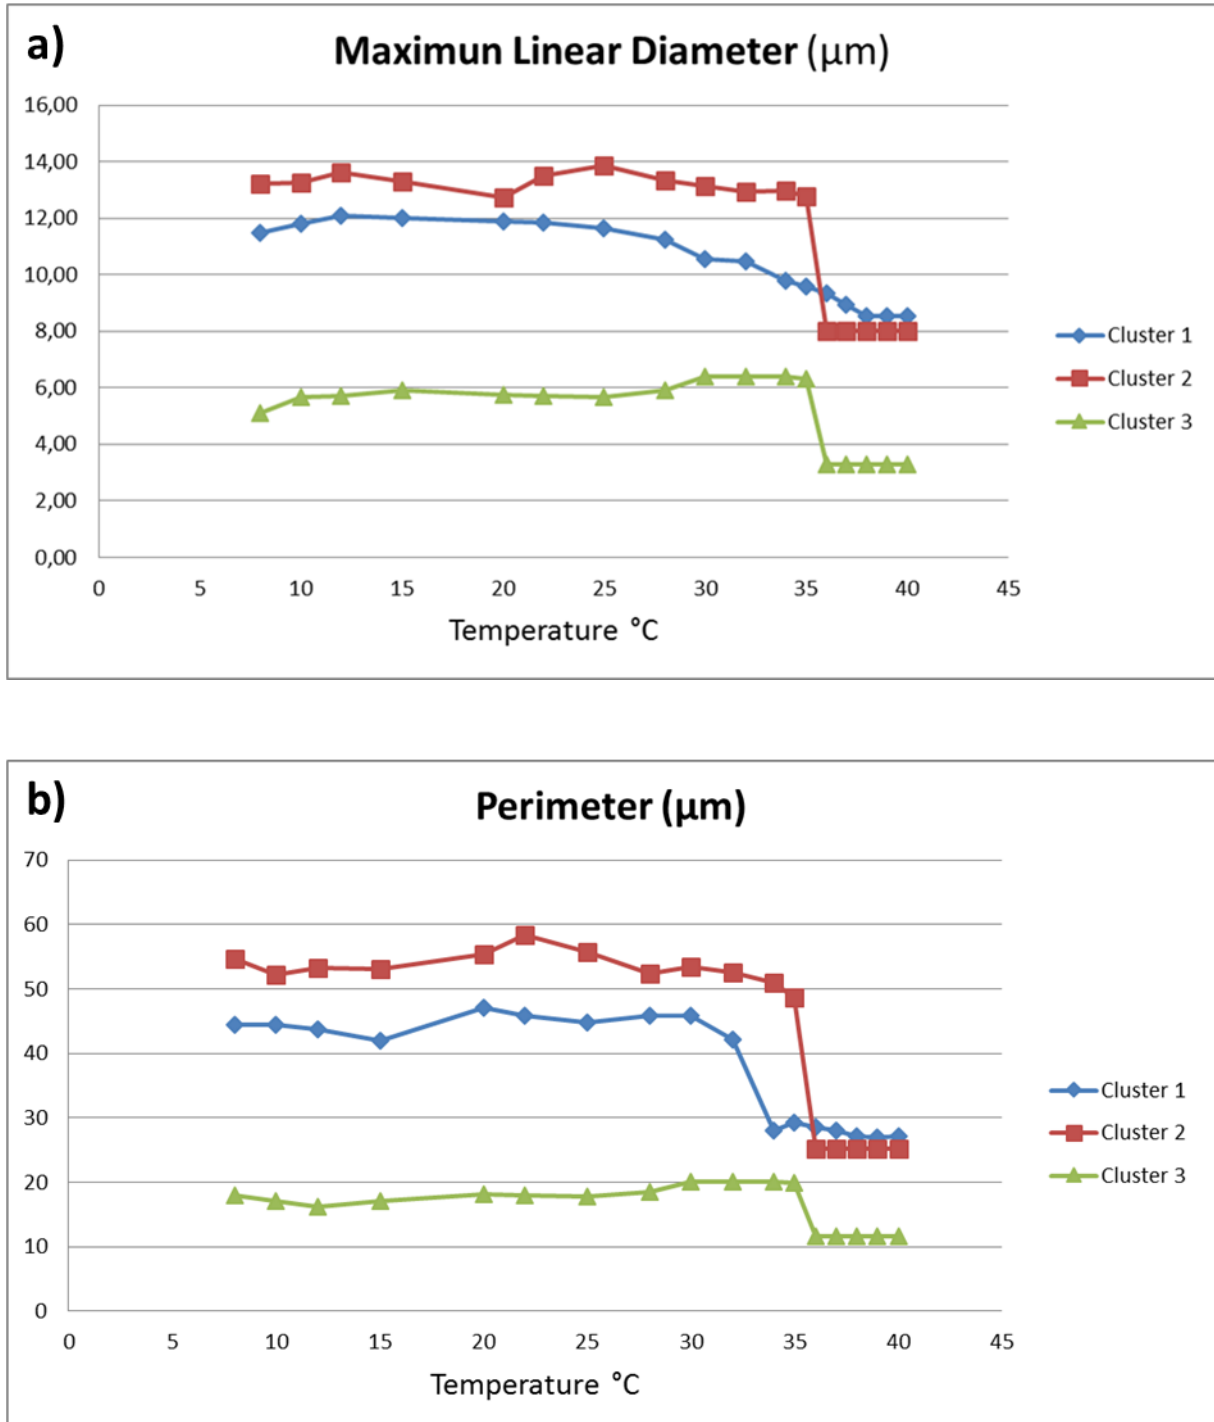 a)
Maximun Linear Diameter (µm)
16,00
14,00
12,00
10,00
8,00
6,00
4,00
2,00
0,00
0 5 10 15 20 25 30 35 40 45
Temperature °C
Cluster 1
Cluster 2
Cluster 3
b)
Perimeter (µm)
70
60
50
40
30
20
10
0
0 5 10 15 20 25 30 35 40 45
Temperature °C
Cluster 1
Cluster 2
Cluster 3